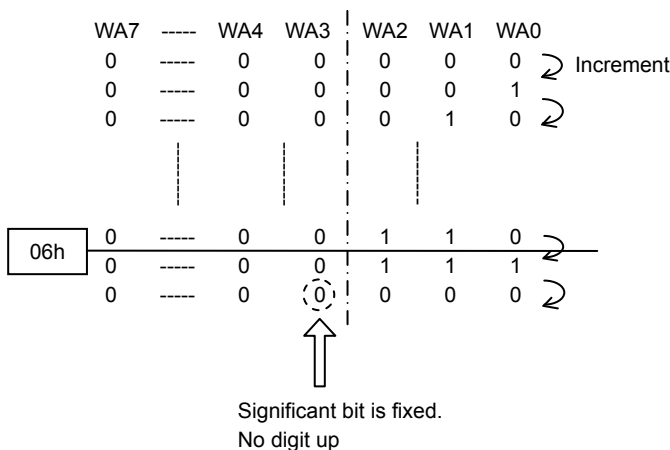 WA7 ----- WA4 WA3 WA2 WA1 WA0
0 ----- 0 0 0 0 0 Increment
0 ----- 0 0 0 0 1
0 ----- 0 0 0 1 0
0 ----- 0 0 1 1 0
06h
0 ----- 0 0 1 1 1
0 ----- 0 0 0 0 0
Significant bit is fixed.
No digit up